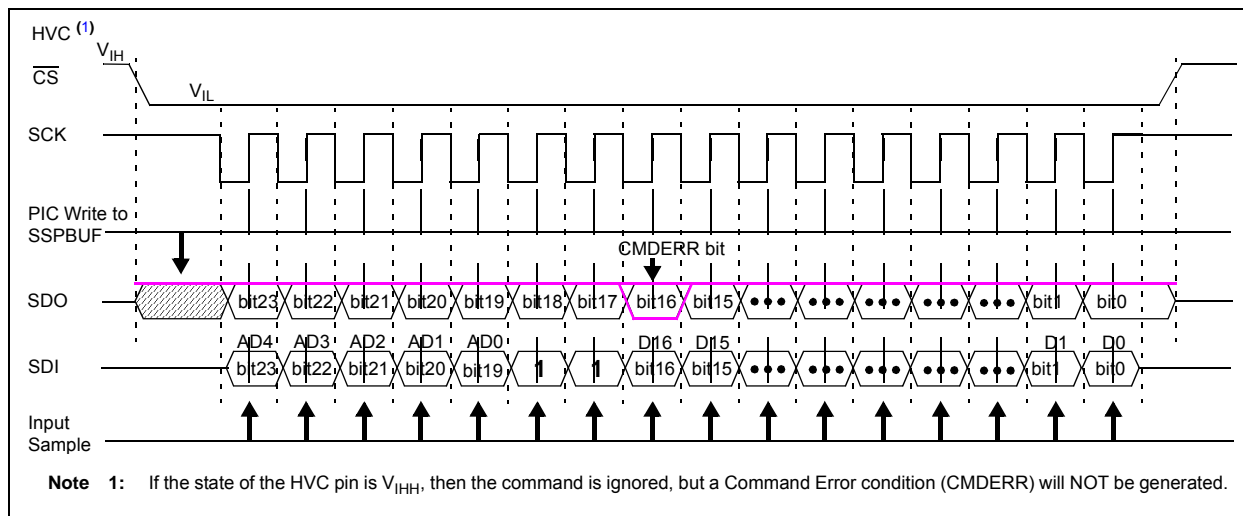 HVC (1)
VIH
CS
VIL
SCK
PIC Write to
SSPBUF
CMDERR bit
SDO bit23 bit22 bit21 bit20 bit19 bit18 bit17 bit16 bit15 ••• ••• ••• ••• ••• bit1 bit0
AD4 AD3 AD2 AD1 AD0 D16 D15 D1 D0
SDI bit23 bit22 bit21 bit20 bit19 1 1 bit16 bit15 ••• ••• ••• ••• ••• bit1 bit0
Input
Sample
Note 1: If the state of the HVC pin is VIHH, then the command is ignored, but a Command Error condition (CMDERR) will NOT be generated.